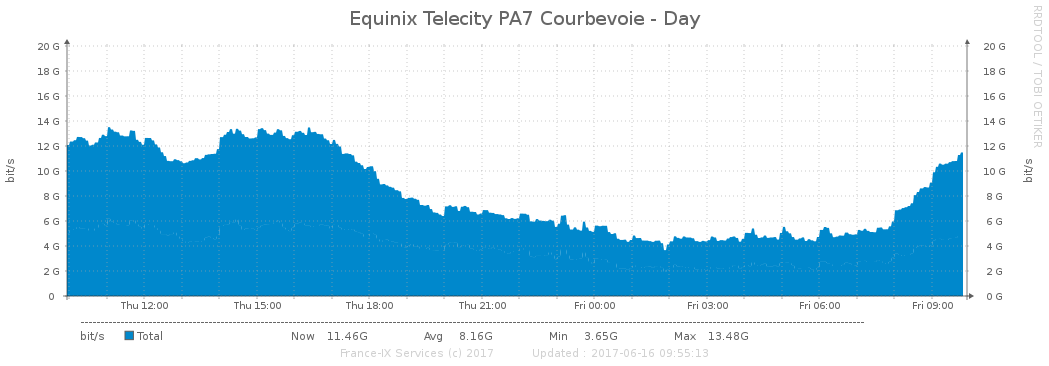 Equinix Telecity PA7 Courbevoie - Day
RRDTOOL / TOBI OETIKER
20 G 20 G
18 G 18 G
16 G 16 G
14 G 14 G
12 G 12 G
10 G 10 G
8 G 8 G
6 G 6 G
4 G 4 G
2 G 2 G
0 0 G
bit/s bit/s
Thu 12:00 Thu 15:00 Thu 18:00 Thu 21:00 Fri 00:00 Fri 03:00 Fri 06:00 Fri 09:00
bit/s Total Now 11.46G Avg 8.16G Min 3.65G Max 13.48G
France-IX Services (c) 2017 Updated : 2017-06-16 09:55:13